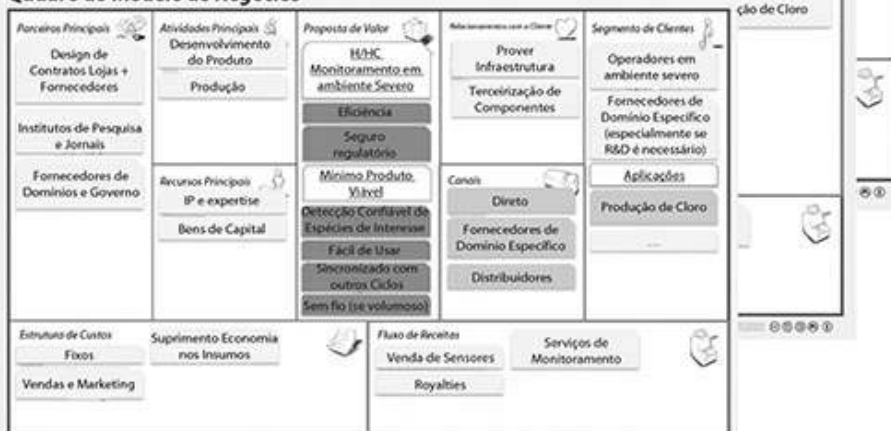 Quadro de Modelo de Negócios
ção de Cloro
Parceiros Principais
Design de
Contratos Lojas +
Fornecedores
Institutos de Pesquisa
e Jornais
Fornecedores de
Domínios e Governo
Atividades Principais
Desenvolvimento
do Produto
Produção
Recursos Principais
IP e expertise
Bens de Capital
Proposta de Valor
H/HC
Monitoramento em
ambiente Severo
Eficiência
Seguro
regulatório
Mínimo Produto
Viável
Detecção Confiável de
Espécies de Interesse
Fácil de Usar
Sincronizado com
outros Ciclos
Sem fio (se volumoso)
Relacionamentos com o Cliente
Prover
Infraestrutura
Terceirização de
Componentes
Canais
Direto
Fornecedores de
Domínio Específico
Distribuidores
Segmento de Clientes
Operadores em
ambiente severo
Fornecedores de
Domínio Específico
(especialmente se
R&D é necessário)
Aplicações
Produção de Cloro
...
Estrutura de Custos
Fixos
Vendas e Marketing
Suprimento Economia
nos Insumos
Fluxo de Receitas
Venda de Sensores
Royalties
Serviços de
Monitoramento